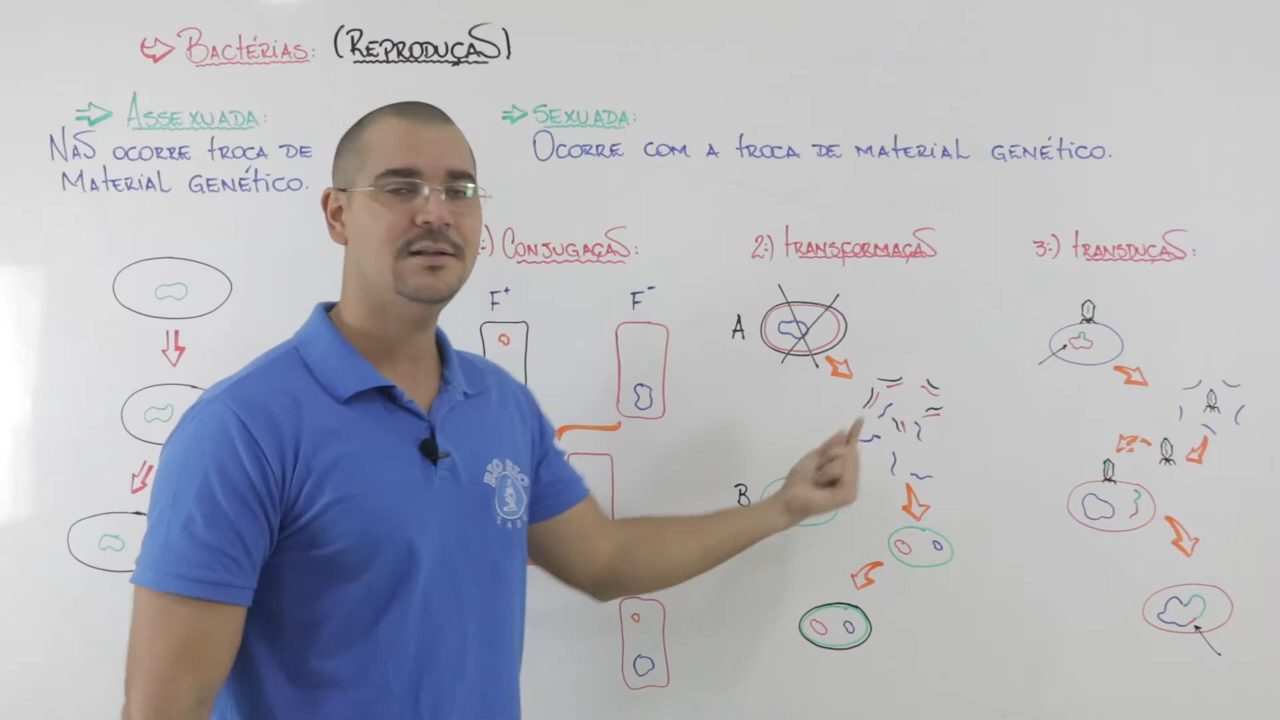 Bactérias: (Reprodução)
Assexuada:
Não ocorre troca de
Material genético.
Sexuada:
Ocorre com a troca de material genético.
:) Conjugação:
2:) Transformação
3:) Transdução:
F+
F-
A
B